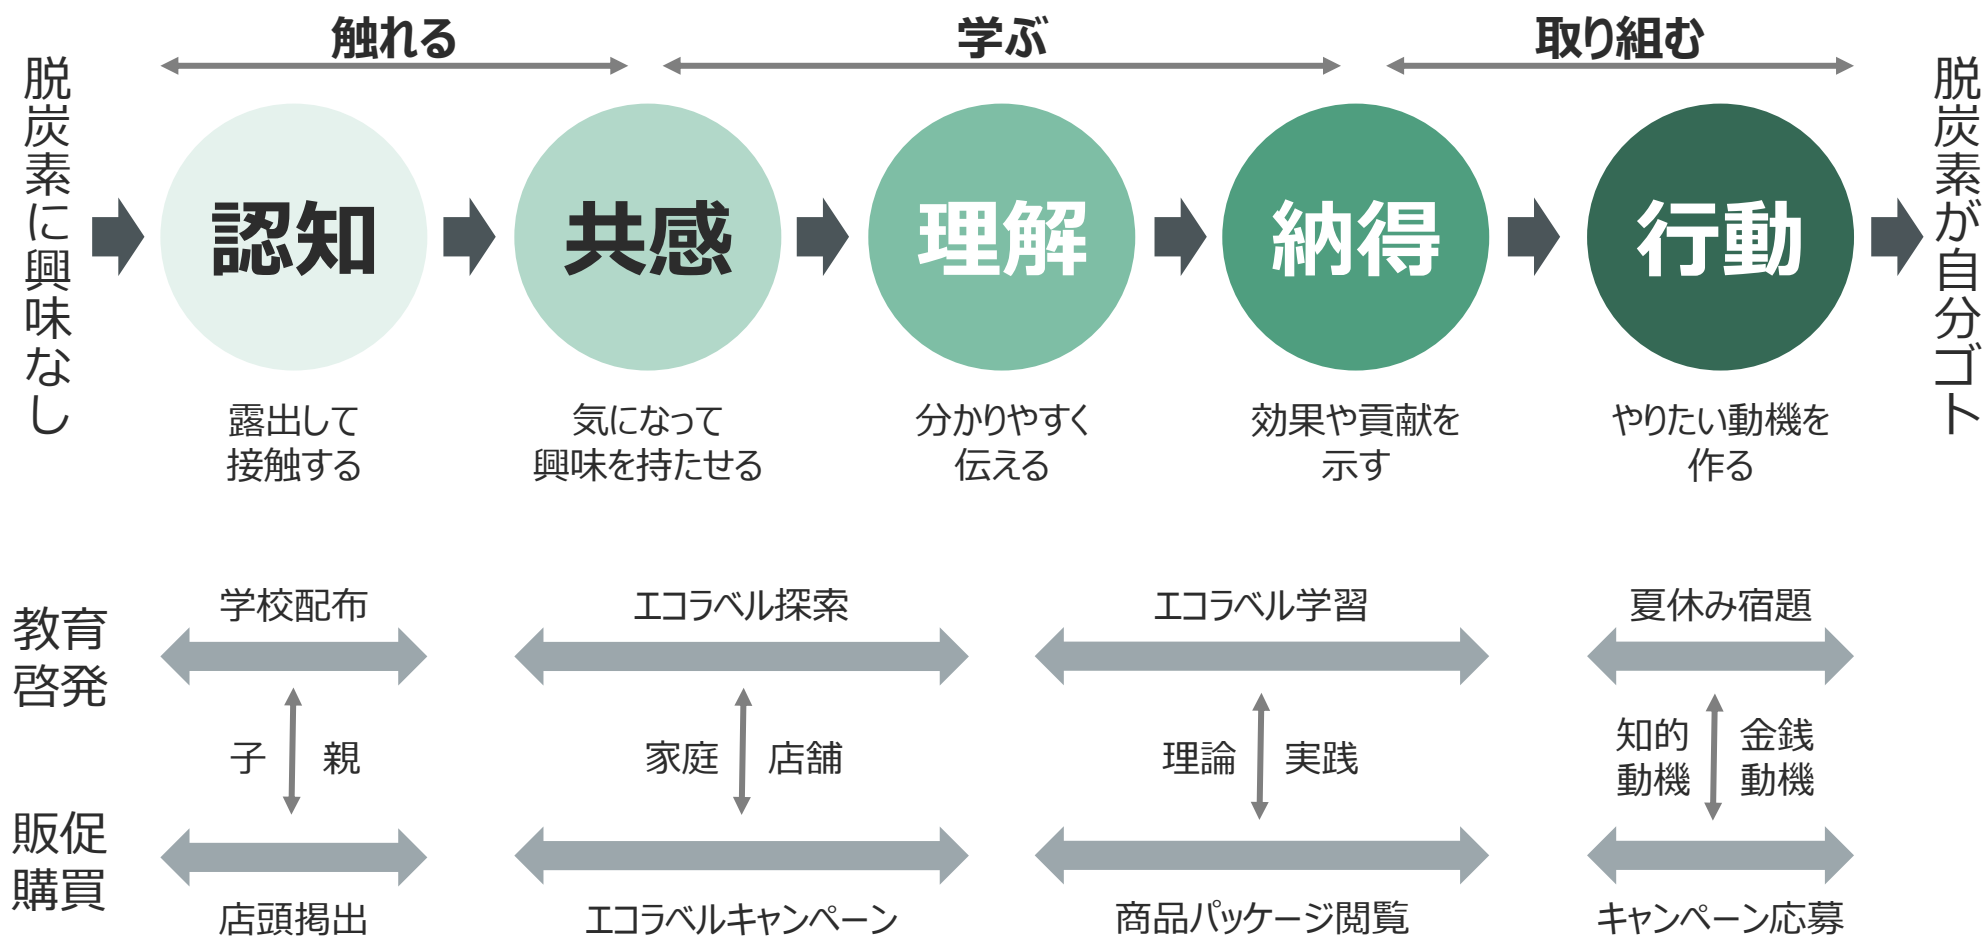 触れる
学ぶ
取り組む
脱炭素に興味なし
認知
共感
理解
納得
行動
脱炭素が自分ゴト
露出して
接触する
気になって
興味を持たせる
分かりやすく
伝える
効果や貢献を
示す
やりたい動機を
作る
教育
啓発
学校配布
エコラベル探索
エコラベル学習
夏休み宿題
子
親
家庭
店舗
理論
実践
知的
動機
金銭
動機
販促
購買
店頭掲出
エコラベルキャンペーン
商品パッケージ閲覧
キャンペーン応募